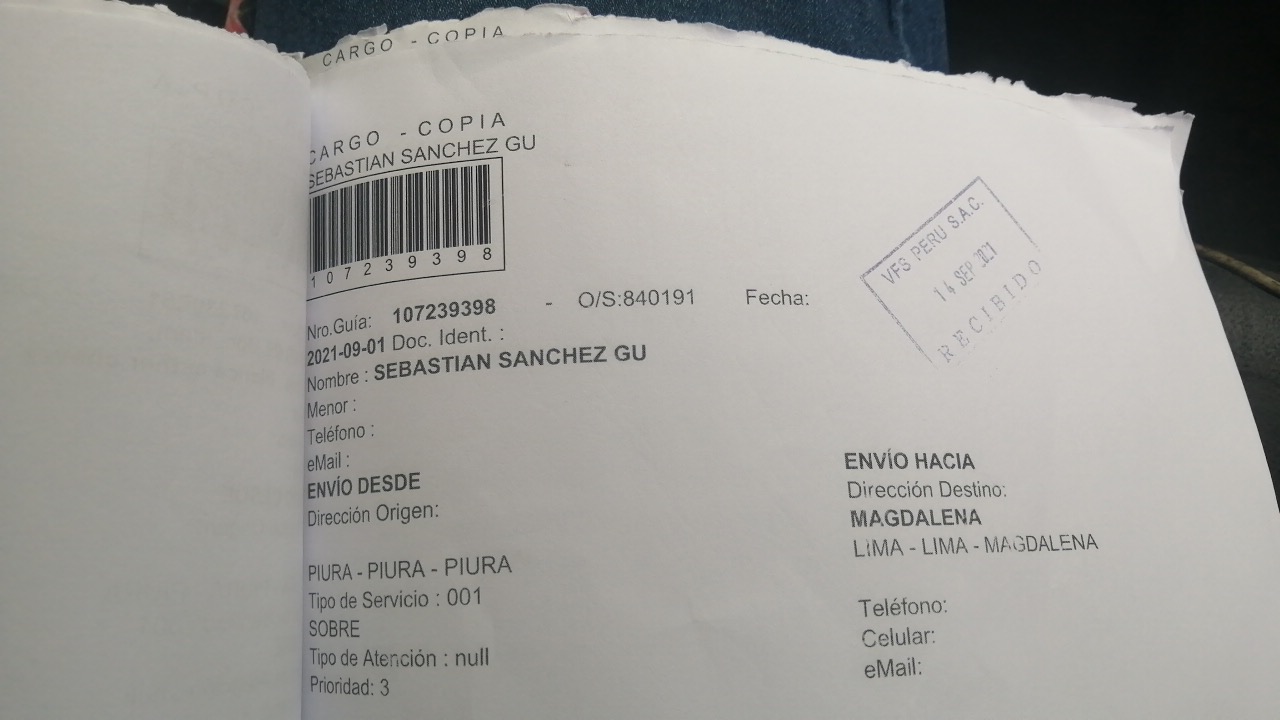 CARGO - COPIA
CARGO - COPIA
SEBASTIAN SANCHEZ GU
107239398
Nro.Guía: 107239398 - O/S:840191 Fecha:
2021-09-01 Doc. Ident. :
Nombre : SEBASTIAN SANCHEZ GU
Menor :
Teléfono :
eMail :
ENVÍO DESDE
Dirección Origen:
PIURA - PIURA - PIURA
Tipo de Servicio : 001
SOBRE
Tipo de Atención : null
Prioridad: 3
VFS PERU S.A.C.
14 SEP 2021
RECIBIDO
ENVÍO HACIA
Dirección Destino:
MAGDALENA
LIMA - LIMA - MAGDALENA
Teléfono:
Celular:
eMail: